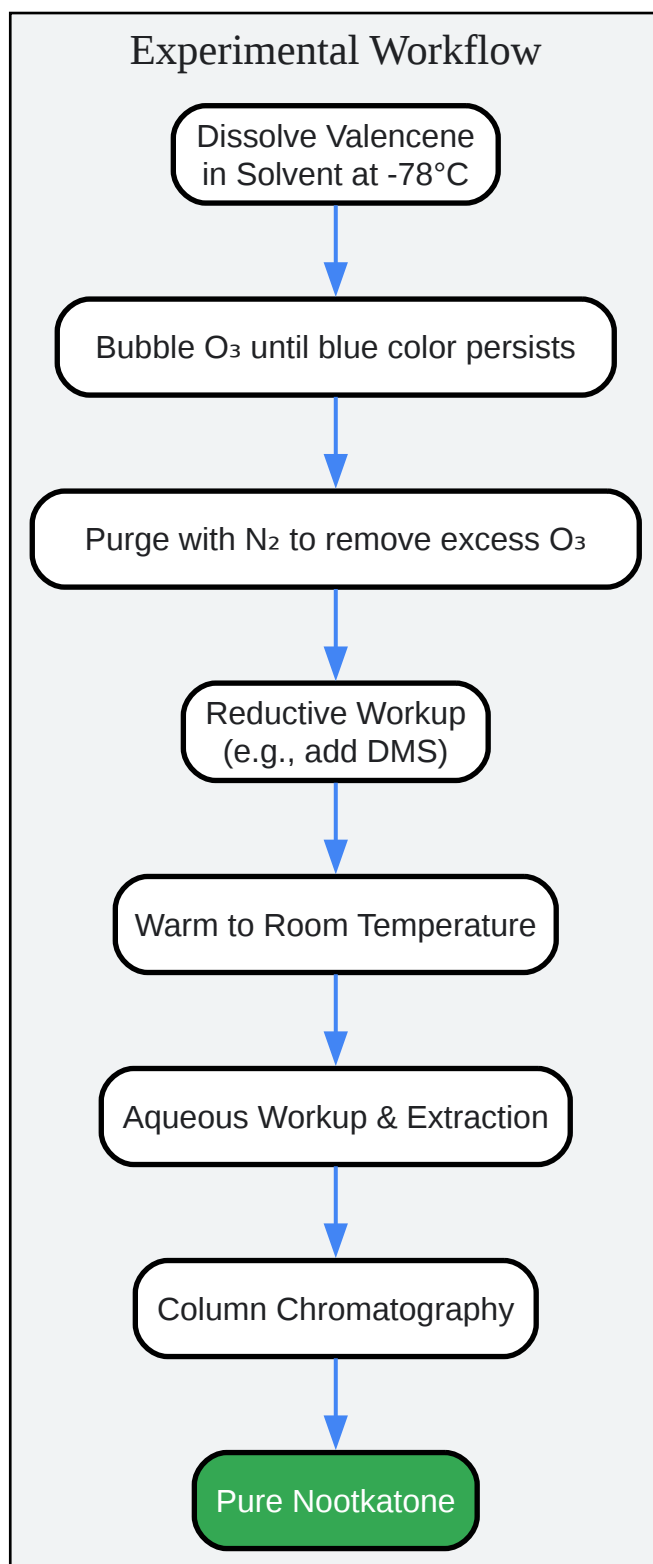 Experimental Workflow
Dissolve Valencene
in Solvent at -78°C
Bubble O₃ until blue color persists
Purge with N₂ to remove excess O₃
Reductive Workup
(e.g., add DMS)
Warm to Room Temperature
Aqueous Workup & Extraction
Column Chromatography
Pure Nootkatone